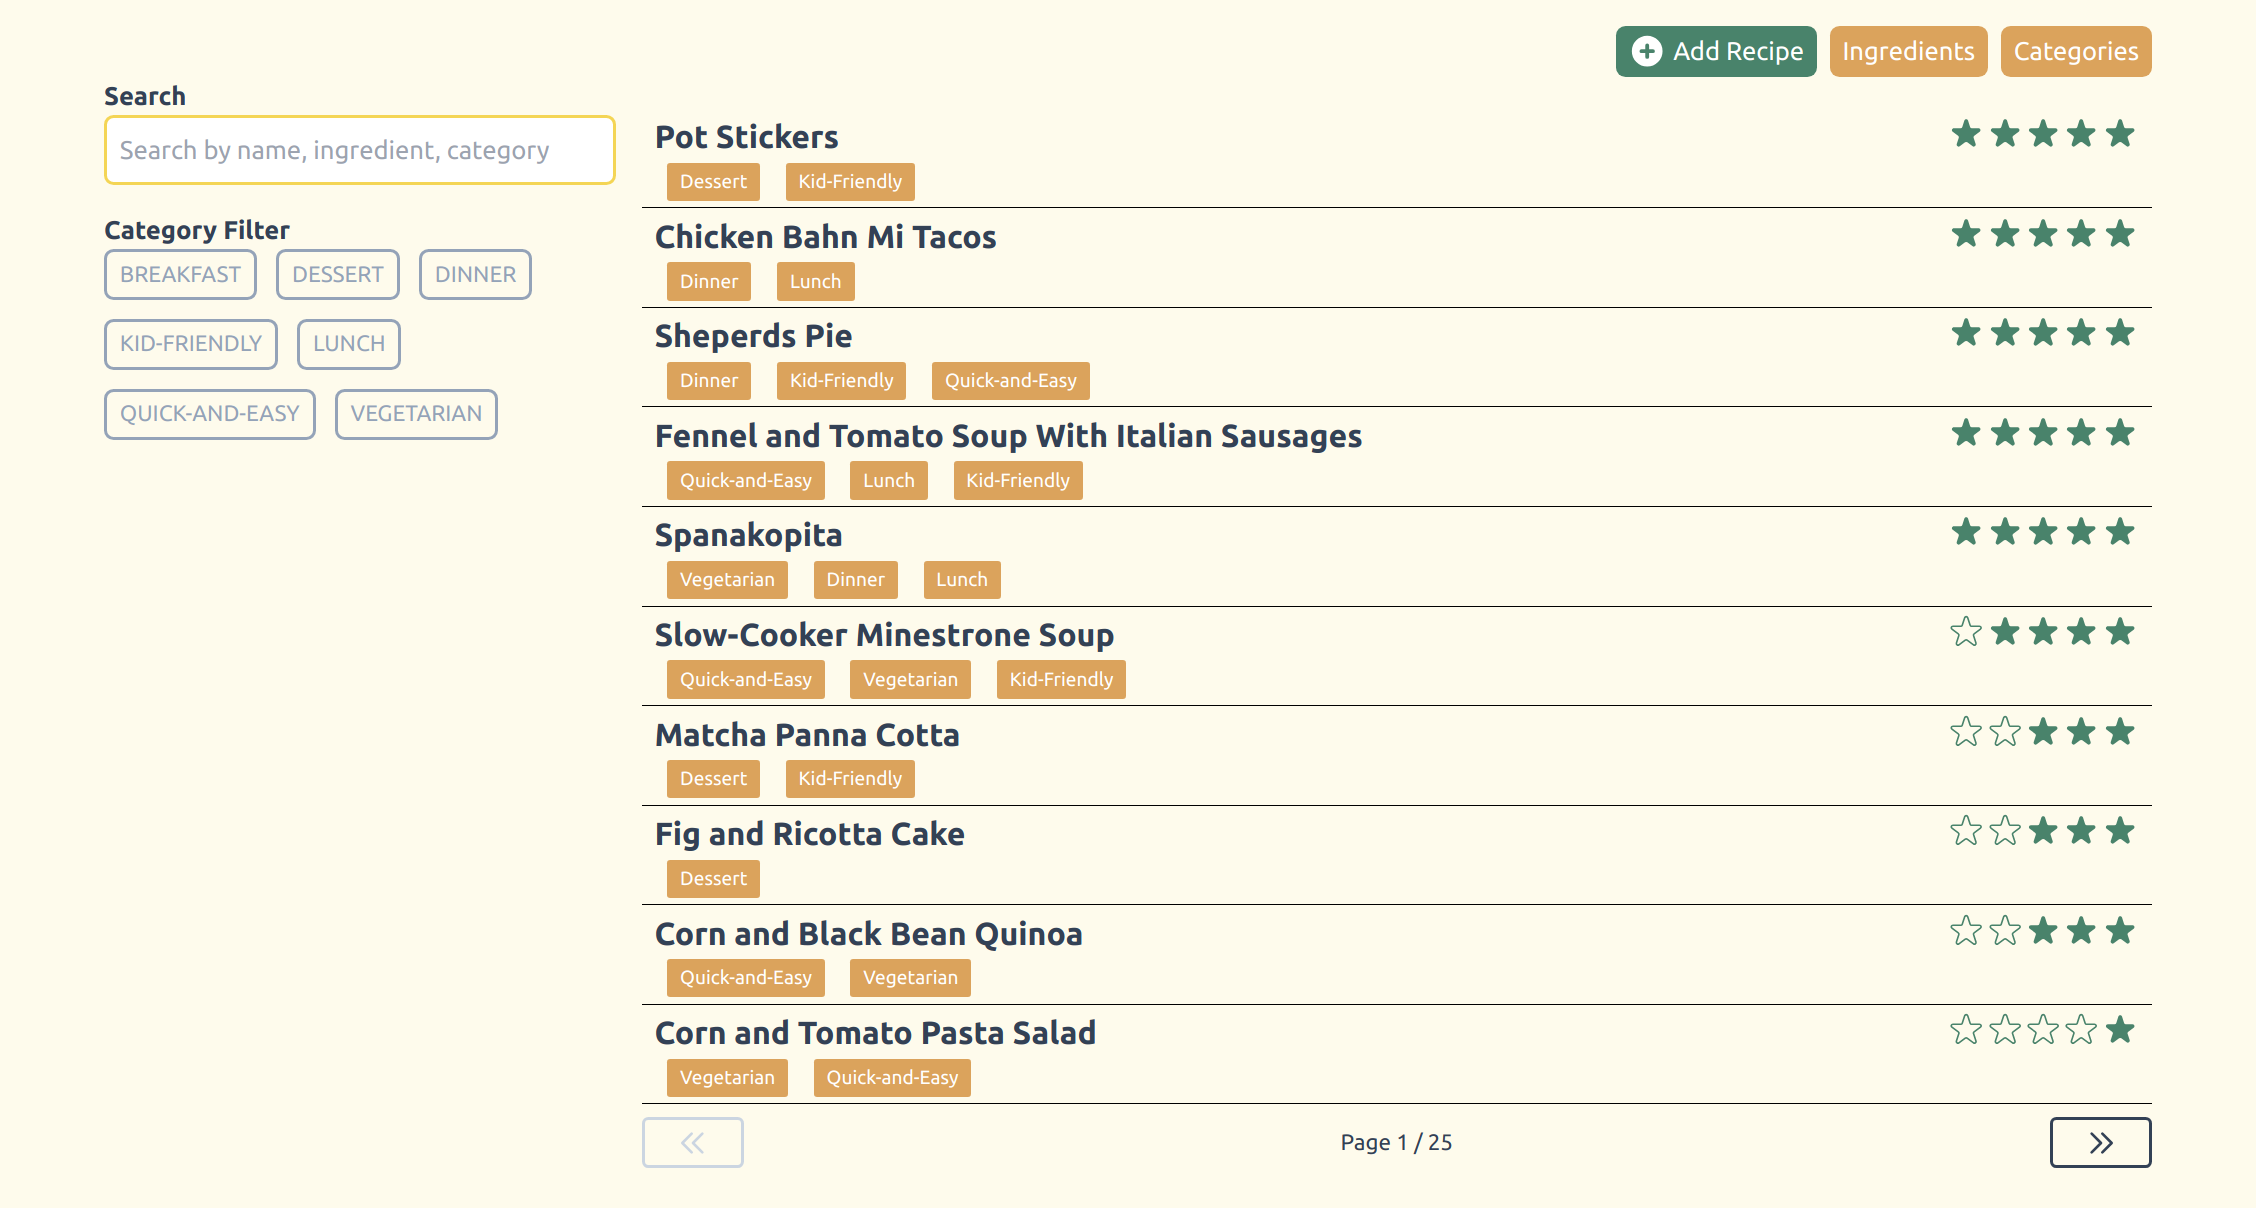 Add Recipe
Ingredients
Categories
Search
Search by name, ingredient, category
Category Filter
BREAKFAST
DESSERT
DINNER
KID-FRIENDLY
LUNCH
QUICK-AND-EASY
VEGETARIAN
Pot Stickers
Dessert
Kid-Friendly
Chicken Bahn Mi Tacos
Dinner
Lunch
Sheperds Pie
Dinner
Kid-Friendly
Quick-and-Easy
Fennel and Tomato Soup With Italian Sausages
Quick-and-Easy
Lunch
Kid-Friendly
Spanakopita
Vegetarian
Dinner
Lunch
Slow-Cooker Minestrone Soup
Quick-and-Easy
Vegetarian
Kid-Friendly
Matcha Panna Cotta
Dessert
Kid-Friendly
Fig and Ricotta Cake
Dessert
Corn and Black Bean Quinoa
Quick-and-Easy
Vegetarian
Corn and Tomato Pasta Salad
Vegetarian
Quick-and-Easy
Page 1 / 25